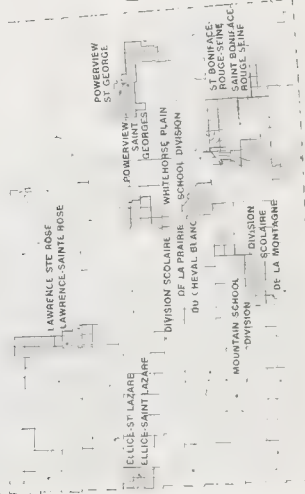 LAWRENCE STE ROSE
LAWRENCE-SAINTE ROSE
POWERVIEW
ST GEORGE
POWERVIEW
SAINT
GEORGES
ELLICE-ST LAZARE
ELLICE-SAINT LAZARE
DIVISION SCOLAIRE
DE LA PRAIRIE
DU CHEVAL BLANC
WHITEHORSE PLAIN
SCHOOL DIVISION
ST BONIFACE-
ROUGE-SEINE
SAINT BONIFACE-
ROUGE SEINE
MOUNTAIN SCHOOL
DIVISION
DIVISION
SCOLAIRE
DE LA MONTAGNE